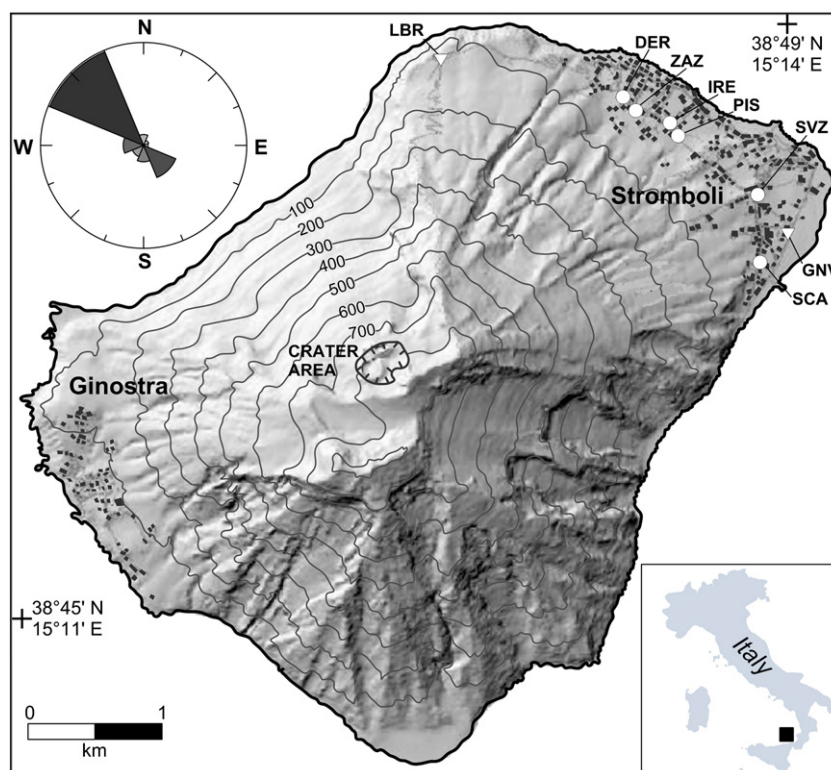 N
W
E
S
LBR
38°49' N
15°14' E
DER
ZAZ
IRE
PIS
SVZ
Stromboli
GNV
SCA
100
200
300
400
500
600
700
CRATER
AREA
Ginostra
38°45' N
15°11' E
0 1
km
Italy